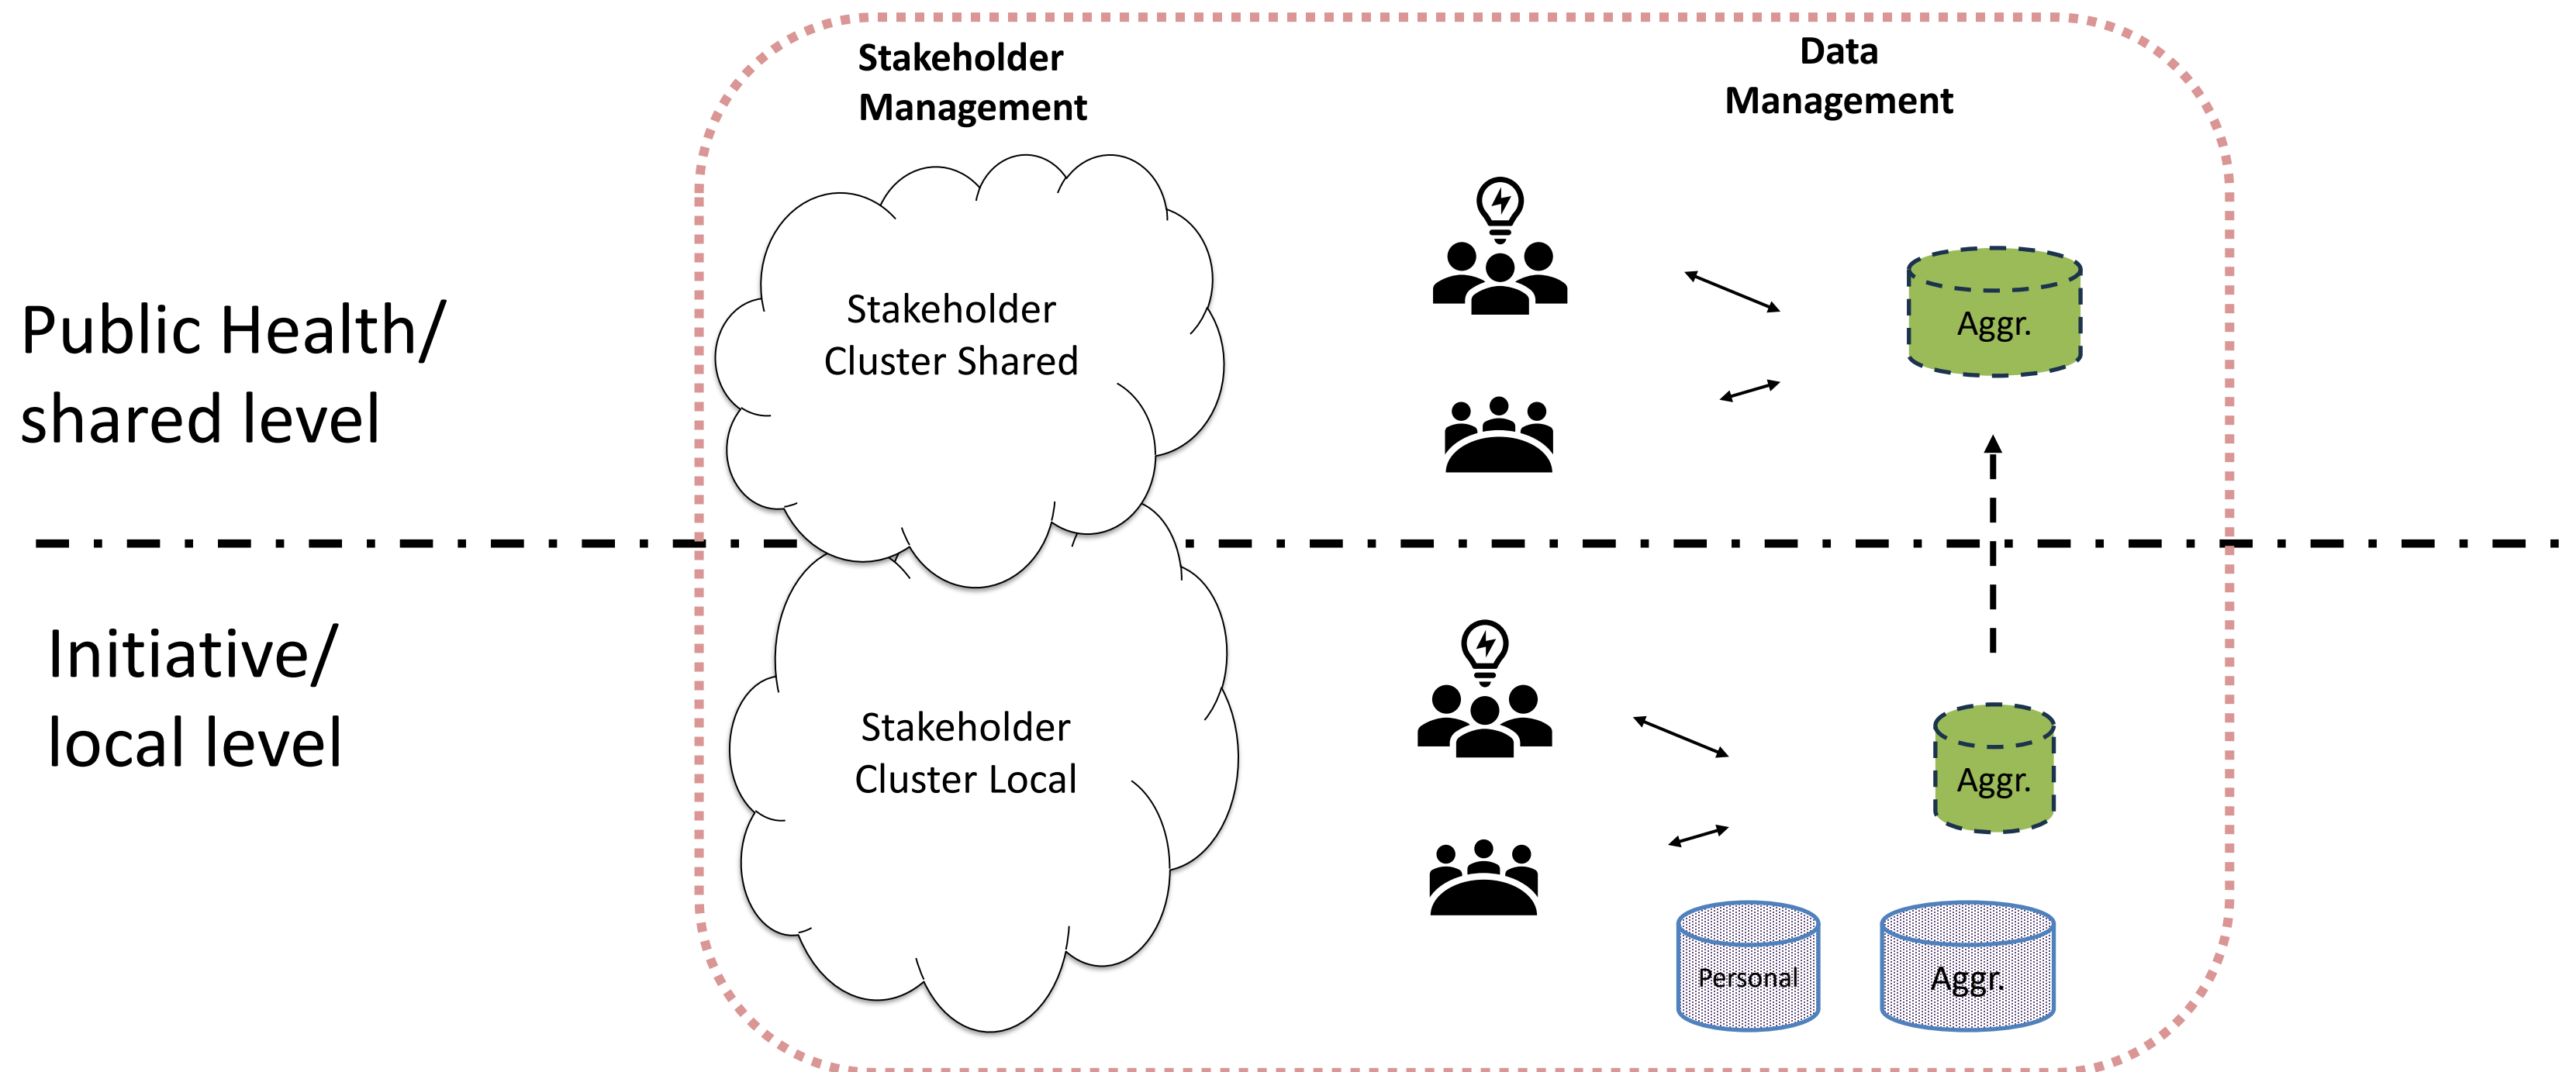 Stakeholder
Management
Data
Management
Public Health/
shared level
Stakeholder
Cluster Shared
Aggr.
Initiative/
local level
Stakeholder
Cluster Local
Aggr.
Personal
Aggr.